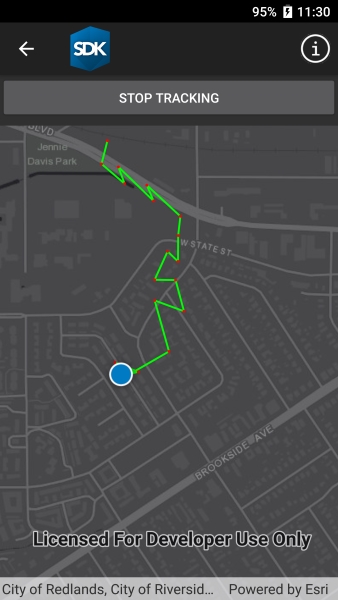 95% 11:30
SDK
STOP TRACKING
BLVD
Jennie
Davis Park
W STATE ST
BROOKSIDE AVE
Licensed For Developer Use Only
City of Redlands, City of Riversid... Powered by Esri